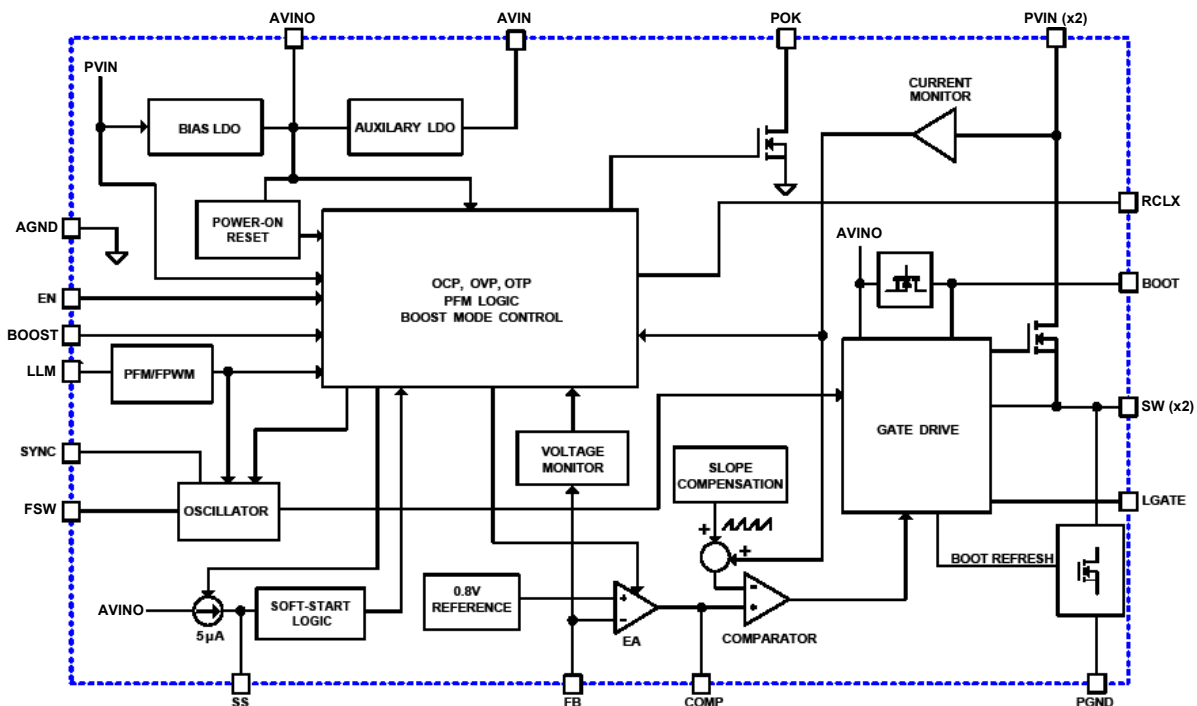 AVINO
AVIN
POK
PVIN (x2)
PVIN
BIAS LDO
AUXILARY LDO
CURRENT
MONITOR
AGND
POWER-ON
RESET
RCLX
AVINO
BOOT
OCP, OVP, OTP
PFM LOGIC
BOOST MODE CONTROL
EN
BOOST
LLM
PFM/FPWM
SW (x2)
GATE DRIVE
SYNC
VOLTAGE
MONITOR
SLOPE
COMPENSATION
FSW
OSCILLATOR
LGATE
+
+
BOOT REFRESH
AVINO
5µA
SOFT-START
LOGIC
0.8V
REFERENCE
+
−
EA
−
+
COMPARATOR
SS
FB
COMP
PGND